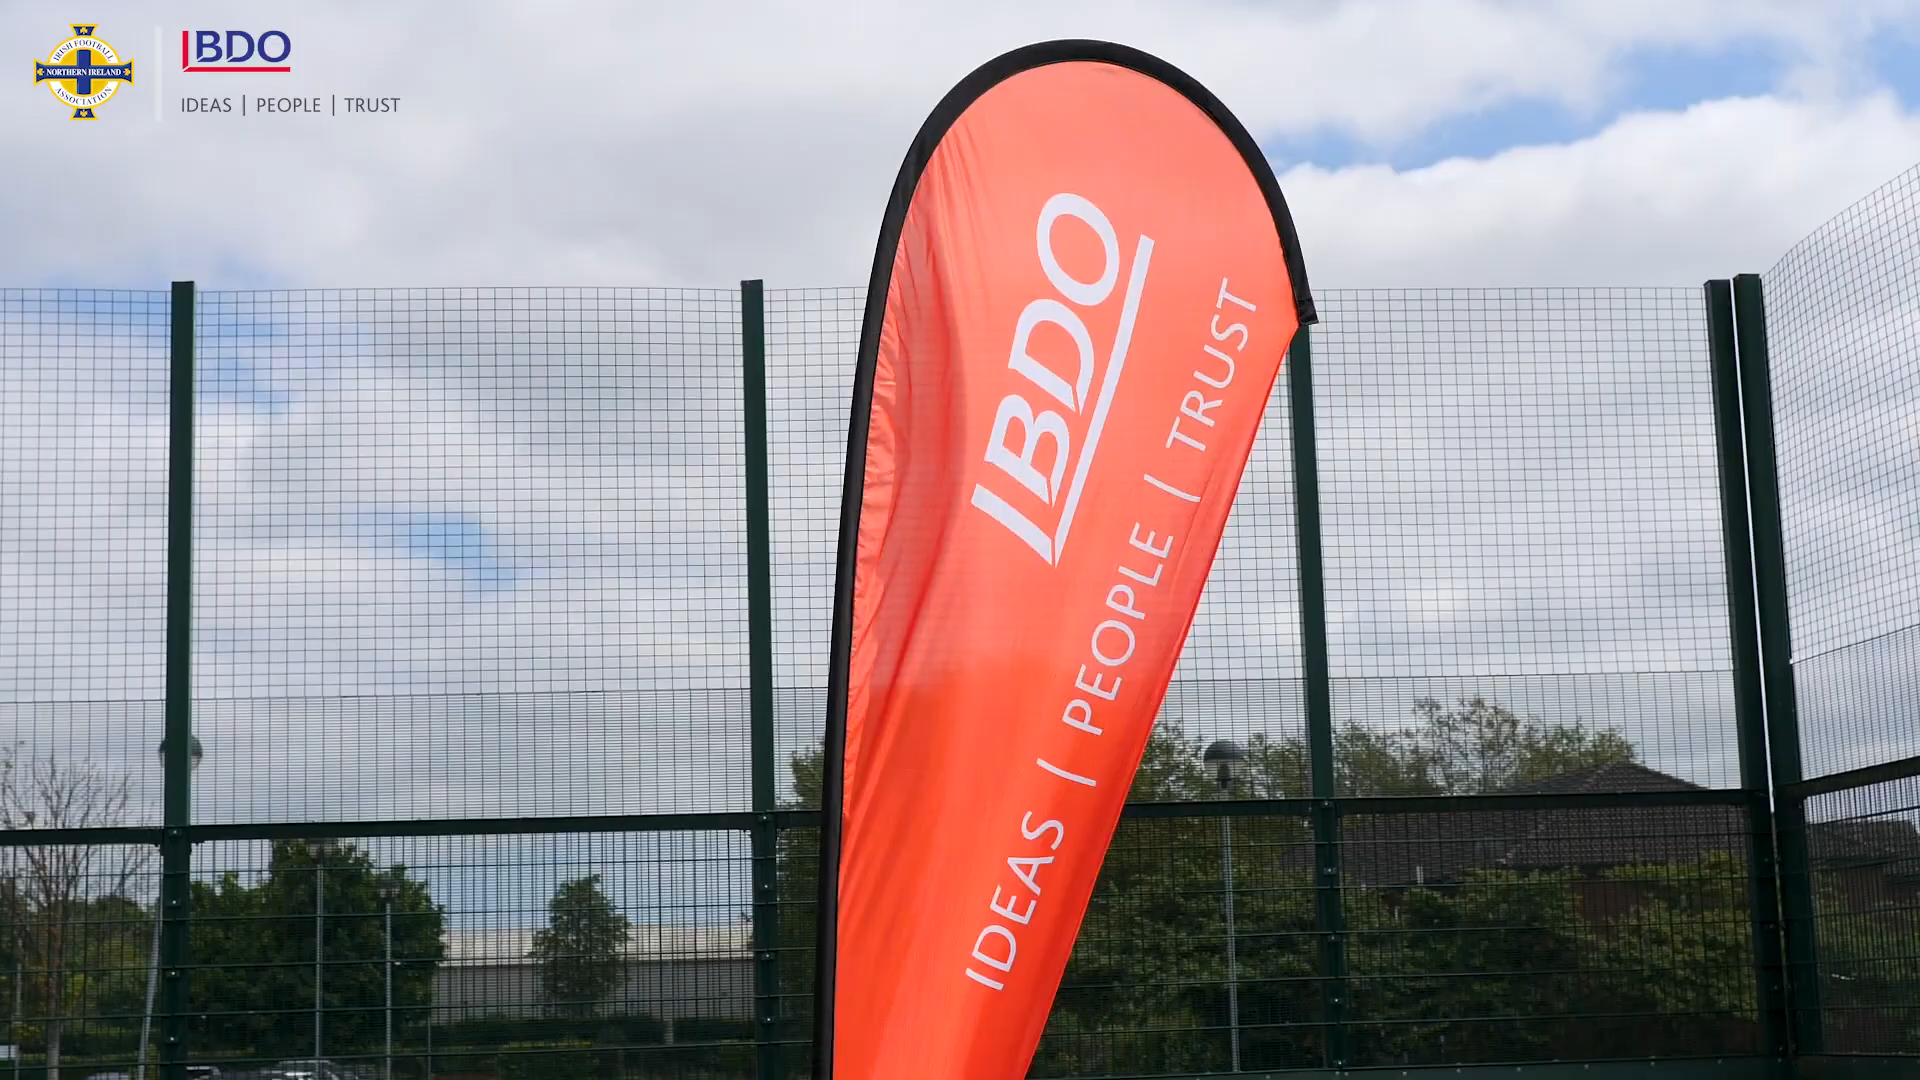 IRISH FOOTBALL
NORTHERN IRELAND
ASSOCIATION
BDO
IDEAS | PEOPLE | TRUST
BDO
IDEAS | PEOPLE | TRUST